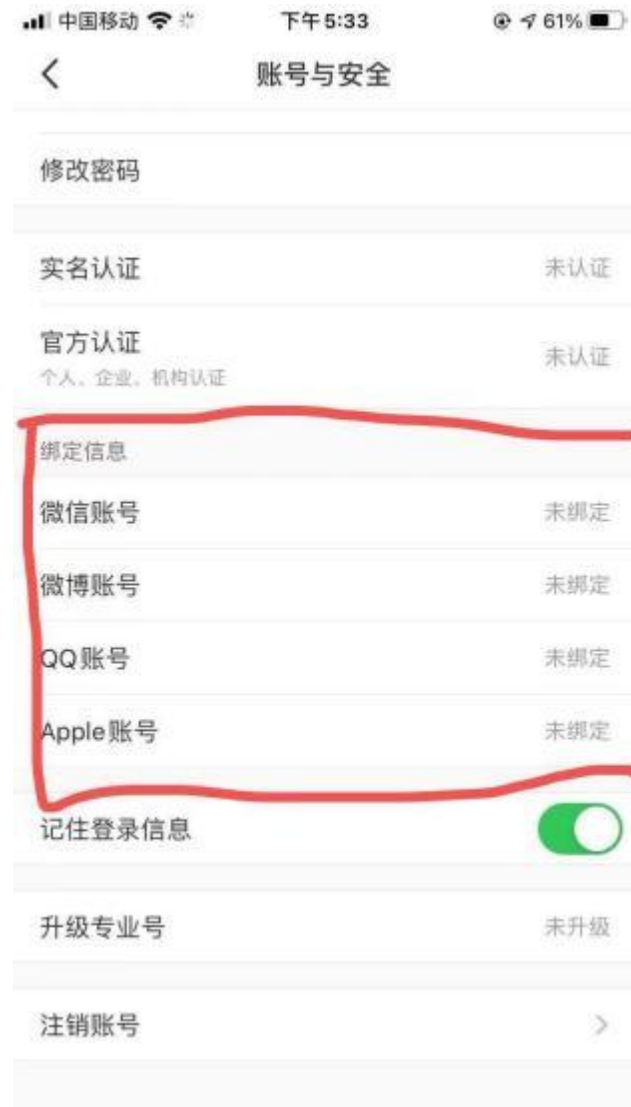 中国移动 下午5:33 61%
账号与安全
修改密码
实名认证 未认证
官方认证 未认证
个人、企业、机构认证
绑定信息
微信账号 未绑定
微博账号 未绑定
QQ账号 未绑定
Apple账号 未绑定
记住登录信息
升级专业号 未升级
注销账号